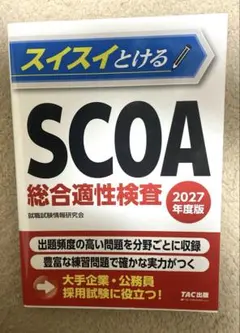 スイスイとける
SCOA
総合適性検査
2027
年度版
就職試験情報研究会
出題頻度の高い問題を分野ごとに収録
豊富な練習問題で確かな実力がつく
大手企業・公務員
採用試験に役立つ!
TAC出版